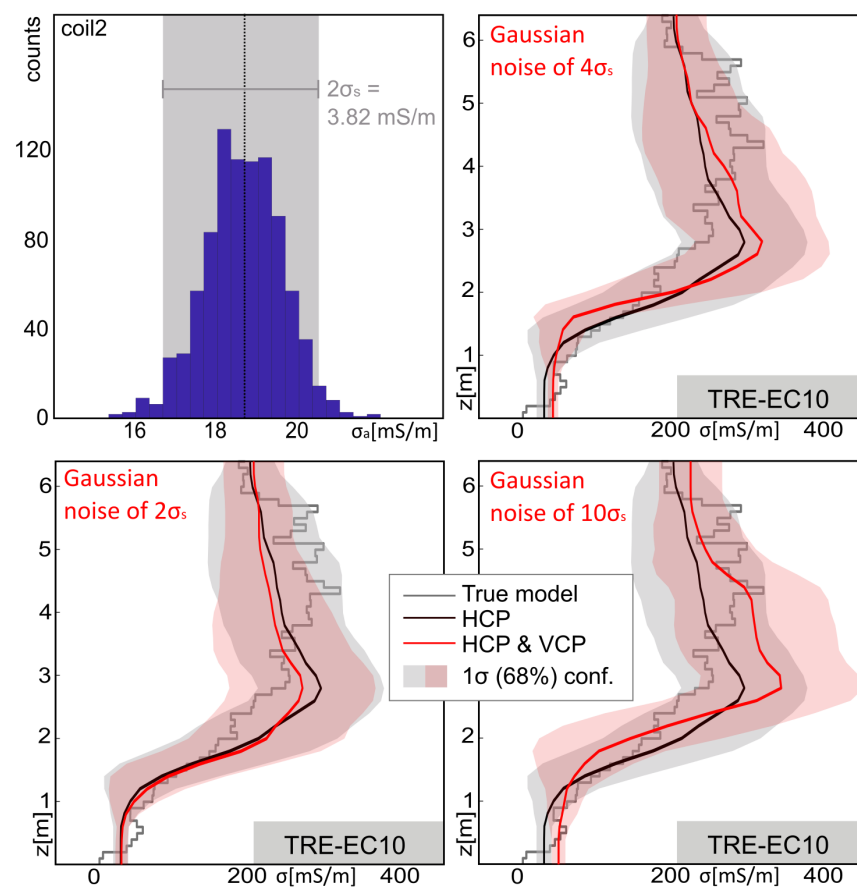 counts
coil2
2σs =
3.82 mS/m
120
80
40
0
16
18
20
σa[mS/m]
6
5
4
3
2
1
z[m]
Gaussian
noise of 4σs
TRE-EC10
0
200
σ[mS/m]
400
6
5
4
3
2
1
z[m]
Gaussian
noise of 2σs
TRE-EC10
0
200
σ[mS/m]
400
6
5
4
3
2
1
z[m]
Gaussian
noise of 10σs
TRE-EC10
0
200
σ[mS/m]
400
True model
HCP
HCP & VCP
1σ (68%) conf.